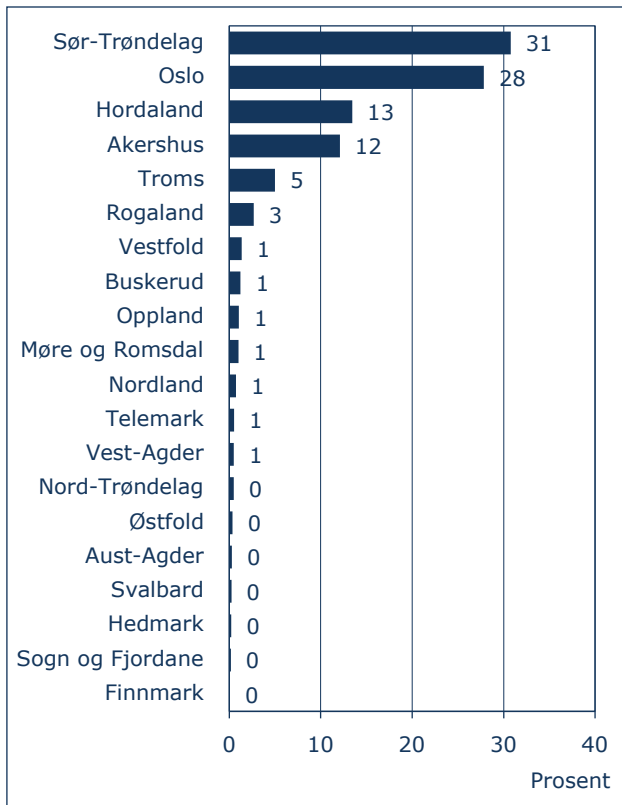 Sør-Trøndelag 31
Oslo 28
Hordaland 13
Akershus 12
Troms 5
Rogaland 3
Vestfold 1
Buskerud 1
Oppland 1
Møre og Romsdal 1
Nordland 1
Telemark 1
Vest-Agder 1
Nord-Trøndelag 0
Østfold 0
Aust-Agder 0
Svalbard 0
Hedmark 0
Sogn og Fjordane 0
Finnmark 0
0 10 20 30 40
Prosent